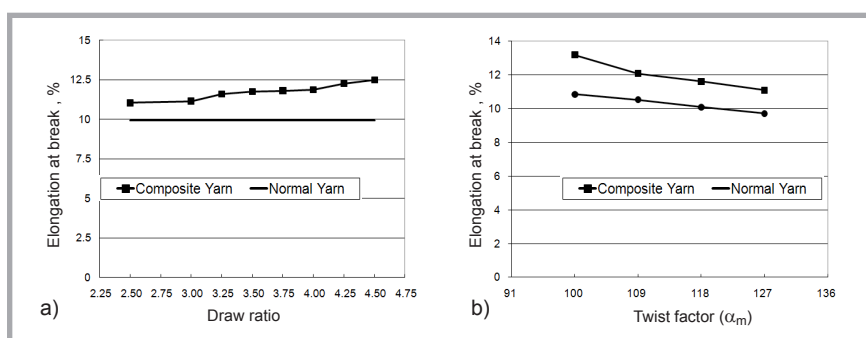 Elongation at break , %
15
12.5
10
7.5
5
2.5
0
Composite Yarn Normal Yarn
2.25 2.50 2.75 3.00 3.25 3.50 3.75 4.00 4.25 4.50 4.75
a) Draw ratio
Elongation at break , %
14
12
10
8
6
4
2
0
Composite Yarn Normal Yarn
91 100 109 118 127 136
b) Twist factor (αm)